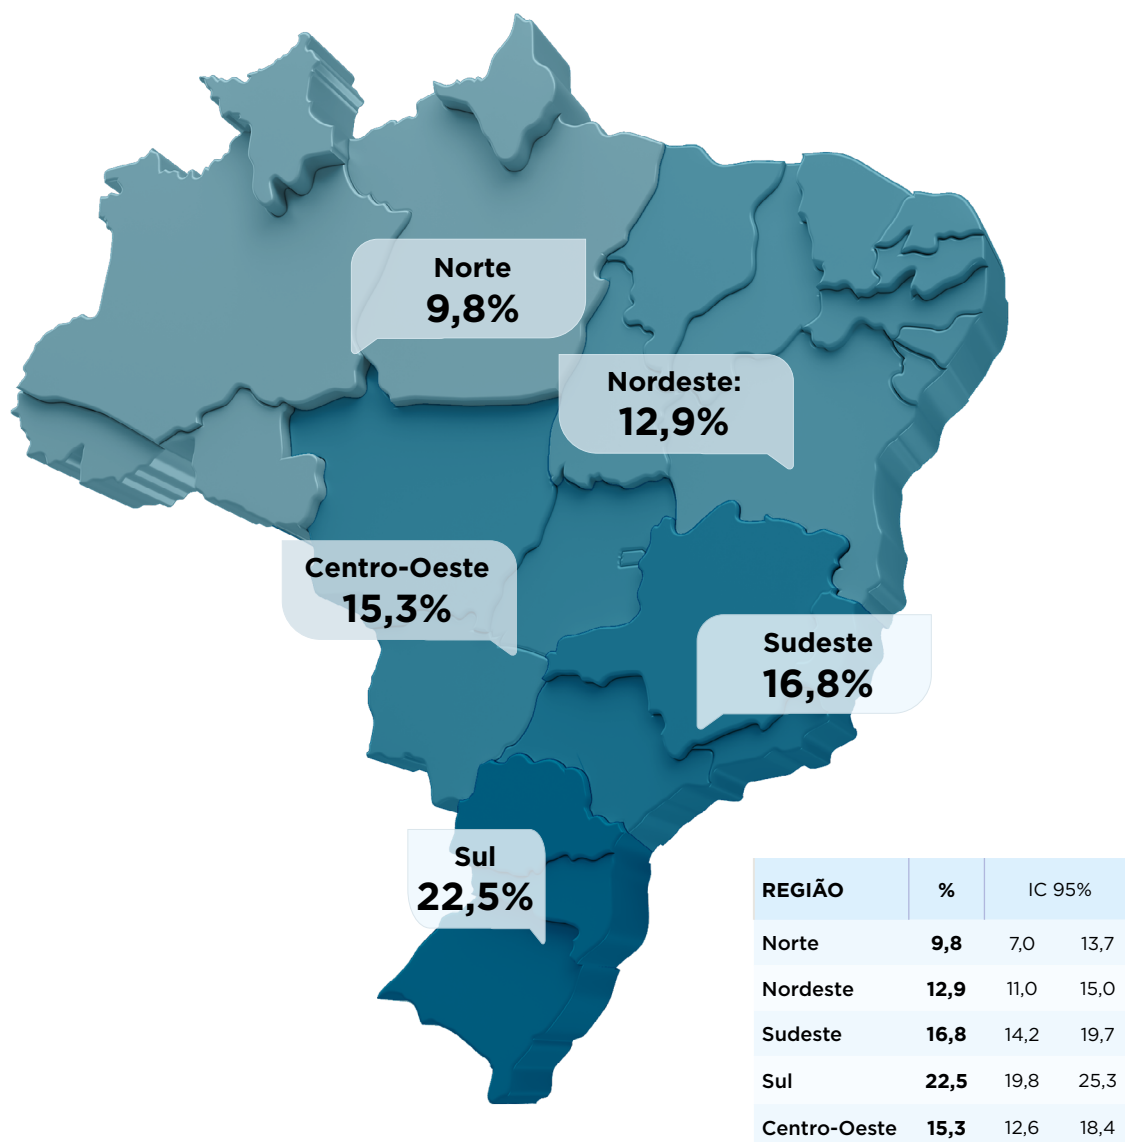 Norte
9,8%
Nordeste:
12,9%
Centro-Oeste
15,3%
Sudeste
16,8%
Sul
22,5%
REGIÃO % IC 95%
Norte 9,8 7,0 13,7
Nordeste 12,9 11,0 15,0
Sudeste 16,8 14,2 19,7
Sul 22,5 19,8 25,3
Centro-Oeste 15,3 12,6 18,4